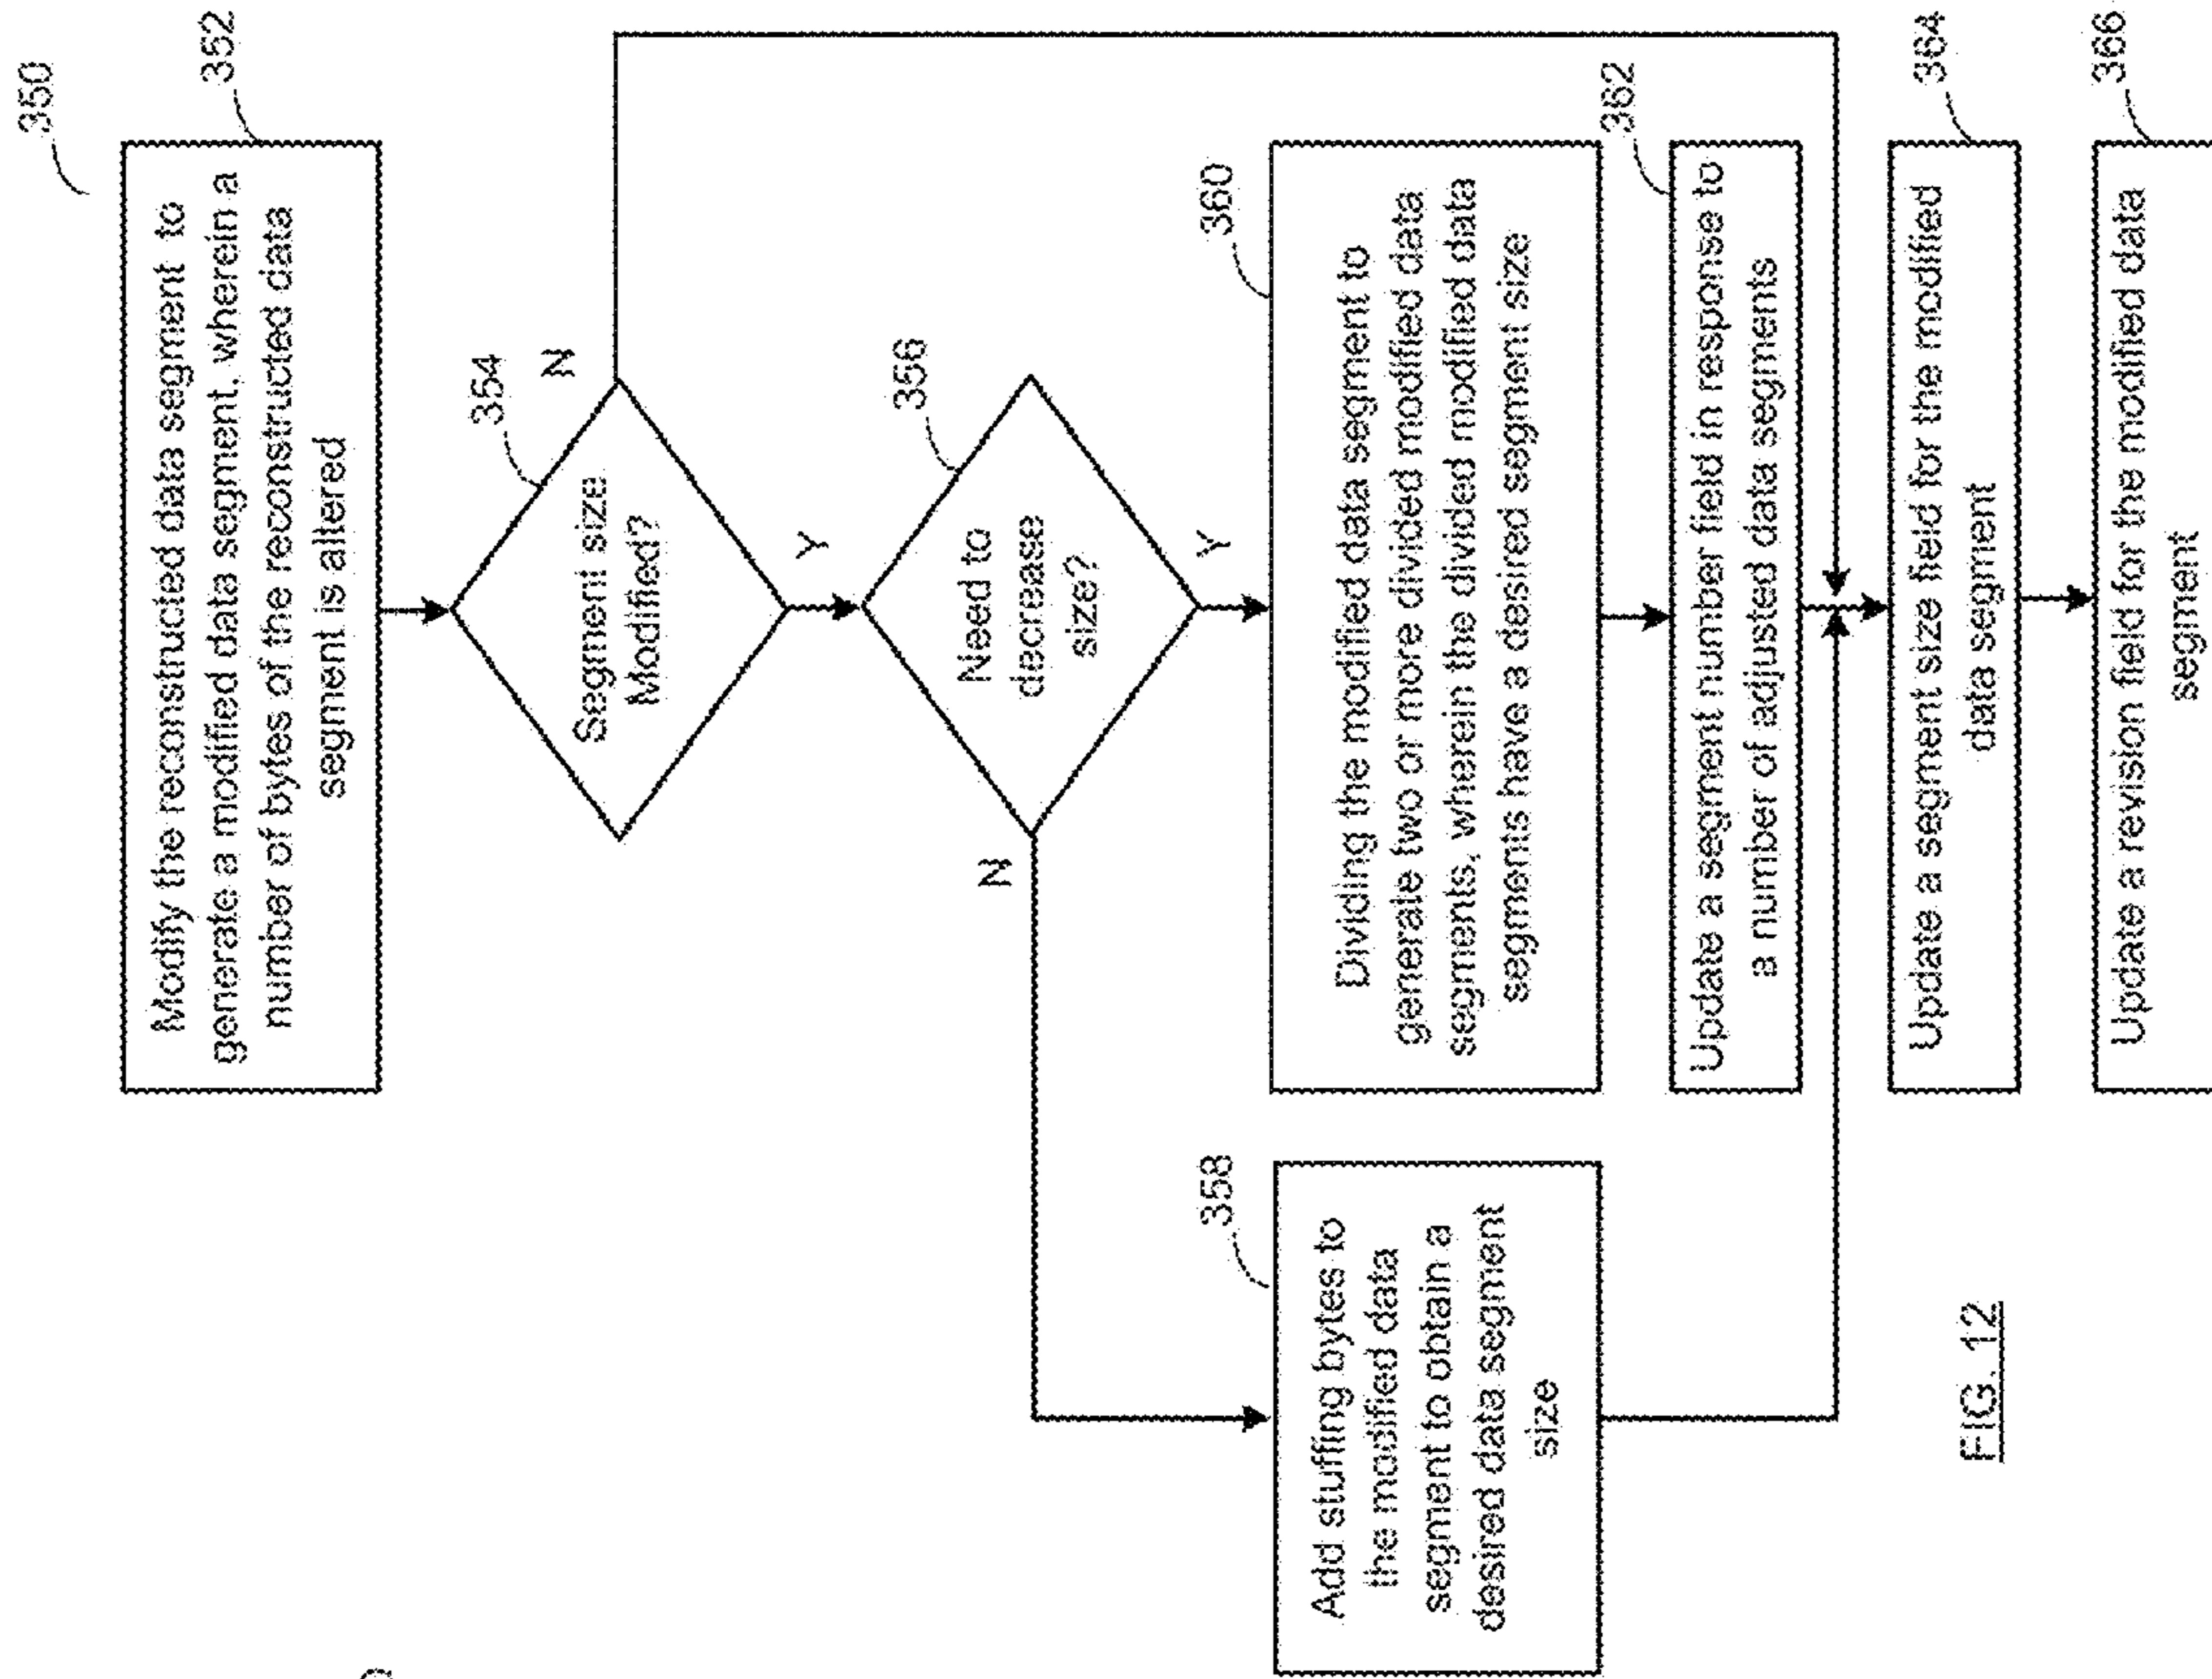 350
352
Modify the reconstructed data segment to
generate a modified data segment, wherein a
number of bytes of the reconstructed data
segment is altered
354
Segment size
Modified?
N
Y
356
Need to
decrease
size?
N
Y
358
Add stuffing bytes to
the modified data
segment to obtain a
desired data segment
size
360
Dividing the modified data segment to
generate two or more divided modified data
segments, wherein the divided modified data
segments have a desired segment size
362
Update a segment number field in response to
a number of adjusted data segments
364
Update a segment size field for the modified
data segment
366
Update a revision field for the modified data
segment
FIG. 12